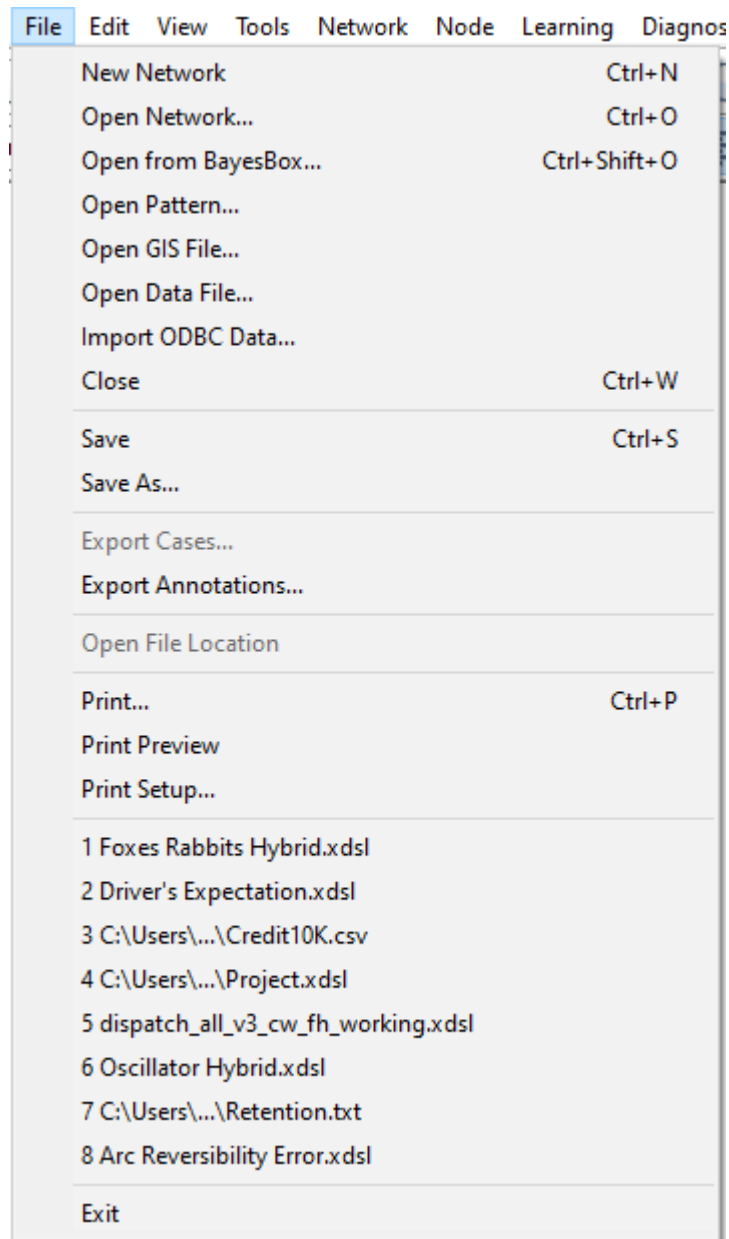 File Edit View Tools Network Node Learning Diagnos
New Network Ctrl+N
Open Network... Ctrl+O
Open from BayesBox... Ctrl+Shift+O
Open Pattern...
Open GIS File...
Open Data File...
Import ODBC Data...
Close Ctrl+W
Save Ctrl+S
Save As...
Export Cases...
Export Annotations...
Open File Location
Print... Ctrl+P
Print Preview
Print Setup...
1 Foxes Rabbits Hybrid.xdsl
2 Driver's Expectation.xdsl
3 C:\Users\...\Credit10K.csv
4 C:\Users\...\Project.xdsl
5 dispatch_all_v3_cw_fh_working.xdsl
6 Oscillator Hybrid.xdsl
7 C:\Users\...\Retention.txt
8 Arc Reversibility Error.xdsl
Exit